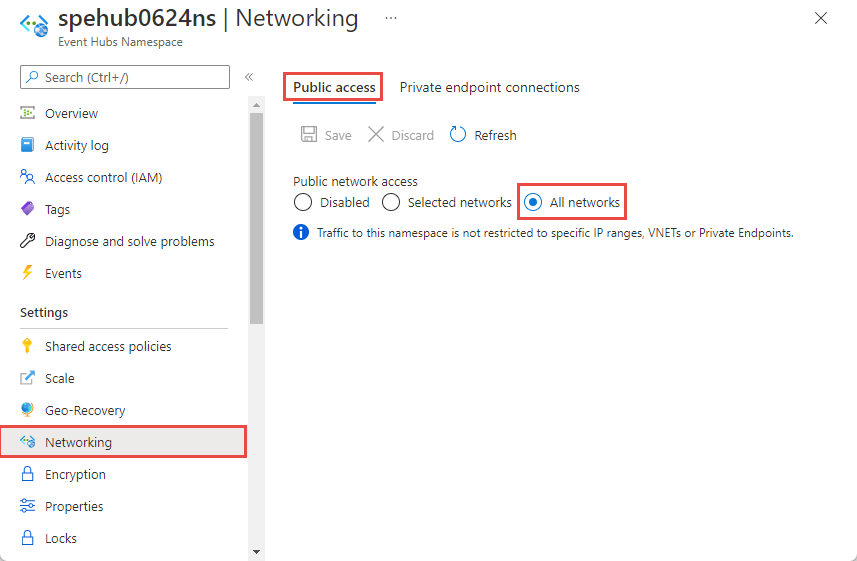 spehub0624ns | Networking ...
Event Hubs Namespace
Search (Ctrl+/)
Overview
Activity log
Access control (IAM)
Tags
Diagnose and solve problems
Events
Settings
Shared access policies
Scale
Geo-Recovery
Networking
Encryption
Properties
Locks
Public access Private endpoint connections
Save Discard Refresh
Public network access
Disabled Selected networks All networks
Traffic to this namespace is not restricted to specific IP ranges, VNETs or Private Endpoints.